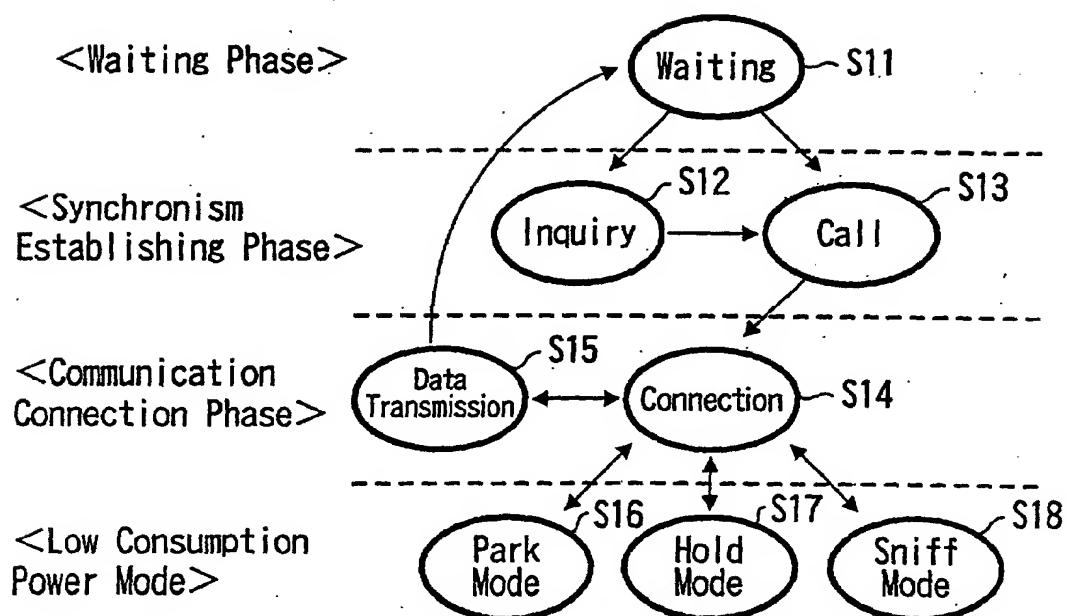 <Waiting Phase>
Waiting
S11
<Synchronism
Establishing Phase>
Inquiry
S12
Call
S13
<Communication
Connection Phase>
Data
Transmission
S15
Connection
S14
<Low Consumption
Power Mode>
Park
Mode
S16
Hold
Mode
S17
Sniff
Mode
S18